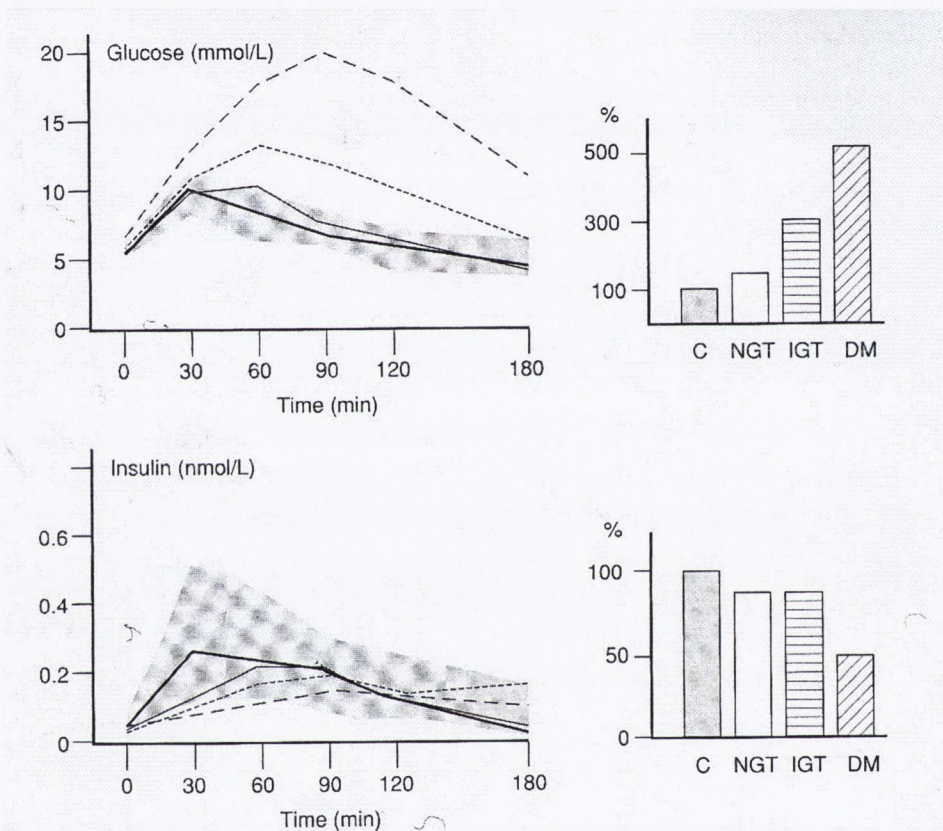 Glucose (mmol/L)
20
15
10
5
0
0 30 60 90 120 180
Time (min)
%
500
300
100
C NGT IGT DM
Insulin (nmol/L)
0.6
0.4
0.2
0
0 30 60 90 120 180
Time (min)
%
100
50
0
C NGT IGT DM